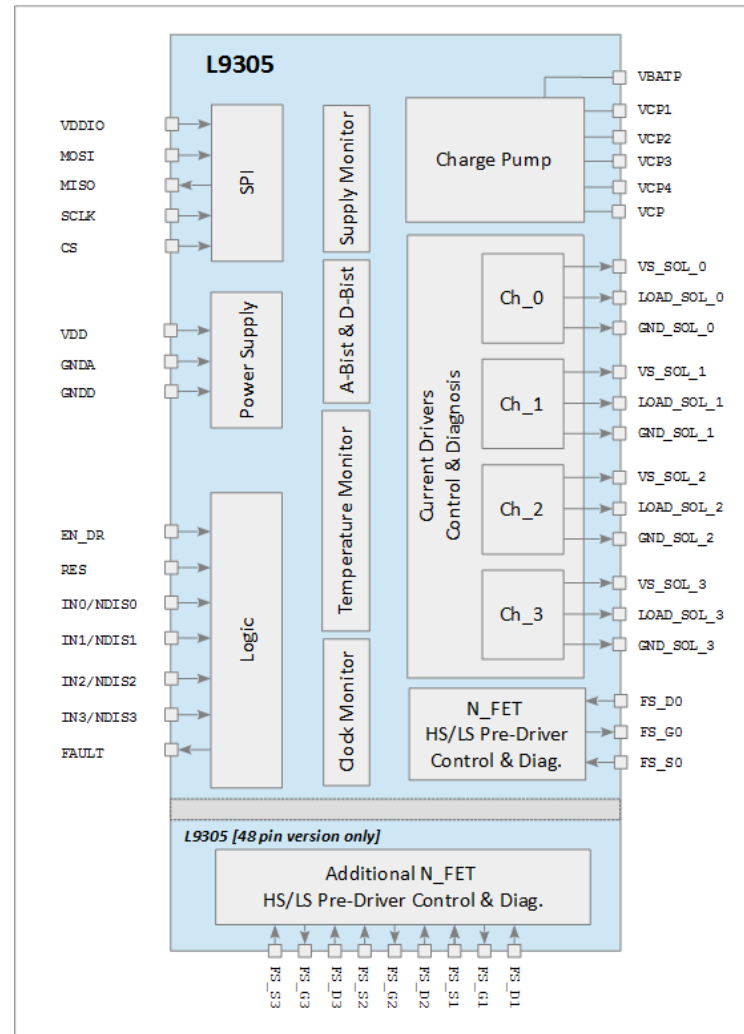 L9305
VDDIO
MOSI
MISO
SCLK
CS
VDD
GNDA
GNDD
EN_DR
RES
IN0/NDIS0
IN1/NDIS1
IN2/NDIS2
IN3/NDIS3
FAULT
SPI
Power Supply
Logic
Supply Monitor
A-Bist & D-Bist
Temperature Monitor
Clock Monitor
Charge Pump
Current Drivers
Control & Diagnosis
Ch_0
Ch_1
Ch_2
Ch_3
N_FET
HS/LS Pre-Driver
Control & Diag.
VBATP
VCP1
VCP2
VCP3
VCP4
VCP
VS_SOL_0
LOAD_SOL_0
GND_SOL_0
VS_SOL_1
LOAD_SOL_1
GND_SOL_1
VS_SOL_2
LOAD_SOL_2
GND_SOL_2
VS_SOL_3
LOAD_SOL_3
GND_SOL_3
FS_D0
FS_G0
FS_S0
L9305 [48 pin version only]
Additional N_FET
HS/LS Pre-Driver Control & Diag.
FS_S3
FS_G3
FS_D3
FS_S2
FS_G2
FS_D2
FS_S1
FS_G1
FS_D1